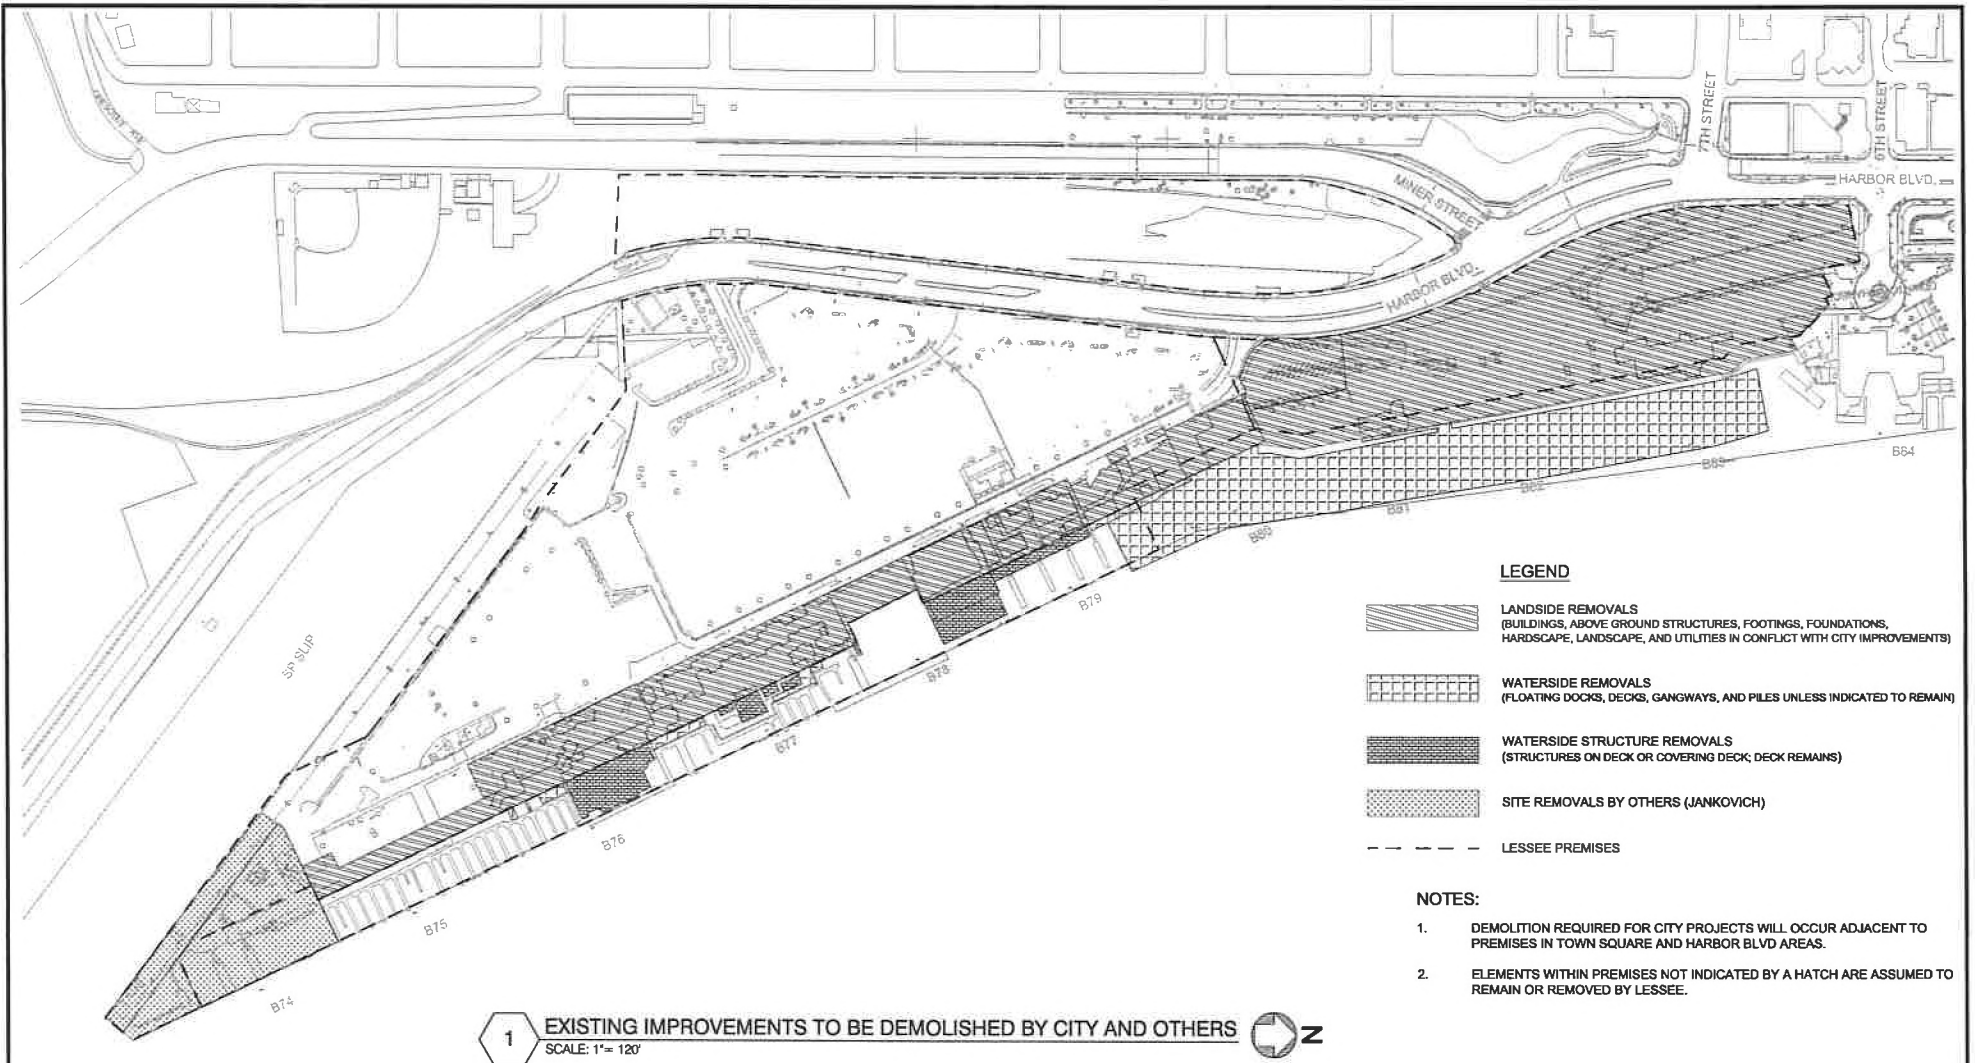 7TH STREET
6TH STREET
HARBOR BLVD.
MINER STREET
HARBOR BLVD.
SP SLIP
B84
B83
B82
B81
B80
B79
B78
B77
B76
B75
B74
LEGEND
LANDSIDE REMOVALS
(BUILDINGS, ABOVE GROUND STRUCTURES, FOOTINGS, FOUNDATIONS,
HARDSCAPE, LANDSCAPE, AND UTILITIES IN CONFLICT WITH CITY IMPROVEMENTS)
WATERSIDE REMOVALS
(FLOATING DOCKS, DECKS, GANGWAYS, AND PILES UNLESS INDICATED TO REMAIN)
WATERSIDE STRUCTURE REMOVALS
(STRUCTURES ON DECK OR COVERING DECK; DECK REMAINS)
SITE REMOVALS BY OTHERS (JANKOVICH)
LESSEE PREMISES
NOTES:
1. DEMOLITION REQUIRED FOR CITY PROJECTS WILL OCCUR ADJACENT TO
PREMISES IN TOWN SQUARE AND HARBOR BLVD AREAS.
2. ELEMENTS WITHIN PREMISES NOT INDICATED BY A HATCH ARE ASSUMED TO
REMAIN OR REMOVED BY LESSEE.
1 EXISTING IMPROVEMENTS TO BE DEMOLISHED BY CITY AND OTHERS N
SCALE: 1"= 120'